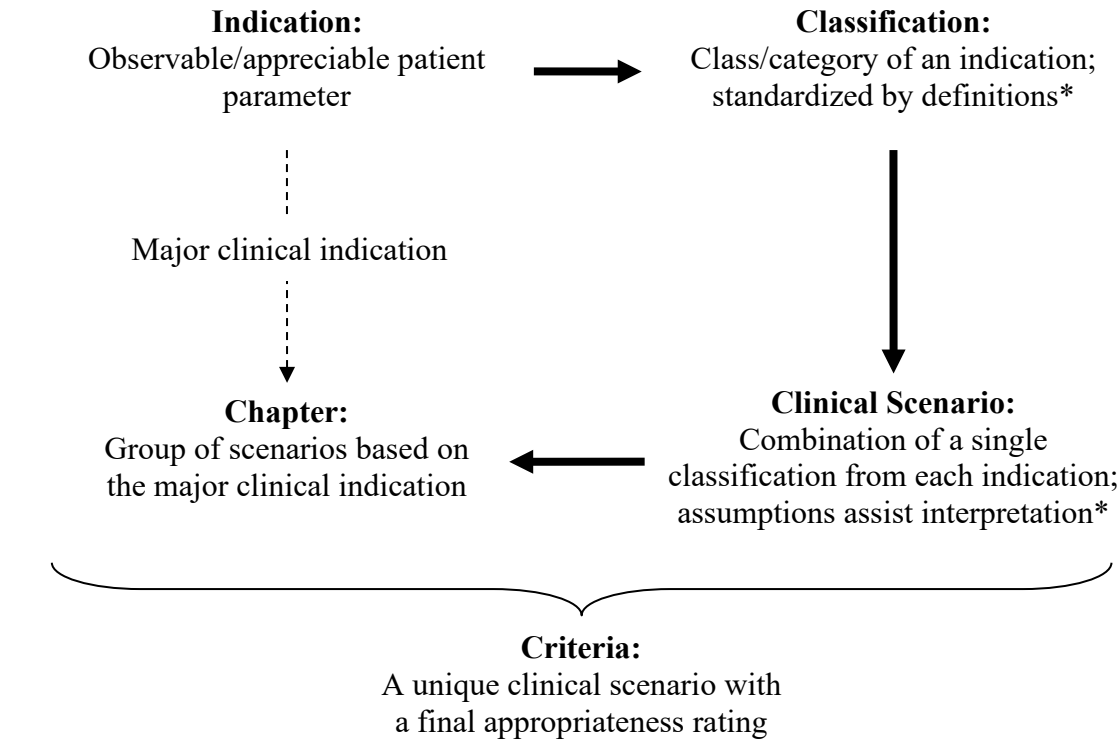 Indication:
Observable/appreciable patient
parameter
Classification:
Class/category of an indication;
standardized by definitions*
Major clinical indication
Chapter:
Group of scenarios based on
the major clinical indication
Clinical Scenario:
Combination of a single
classification from each indication;
assumptions assist interpretation*
Criteria:
A unique clinical scenario with
a final appropriateness rating